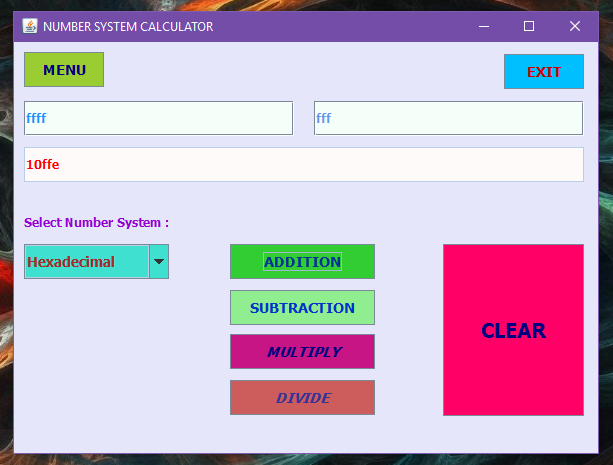 NUMBER SYSTEM CALCULATOR
MENU
EXIT
ffff
fff
10ffe
Select Number System :
Hexadecimal
ADDITION
SUBTRACTION
MULTIPLY
DIVIDE
CLEAR